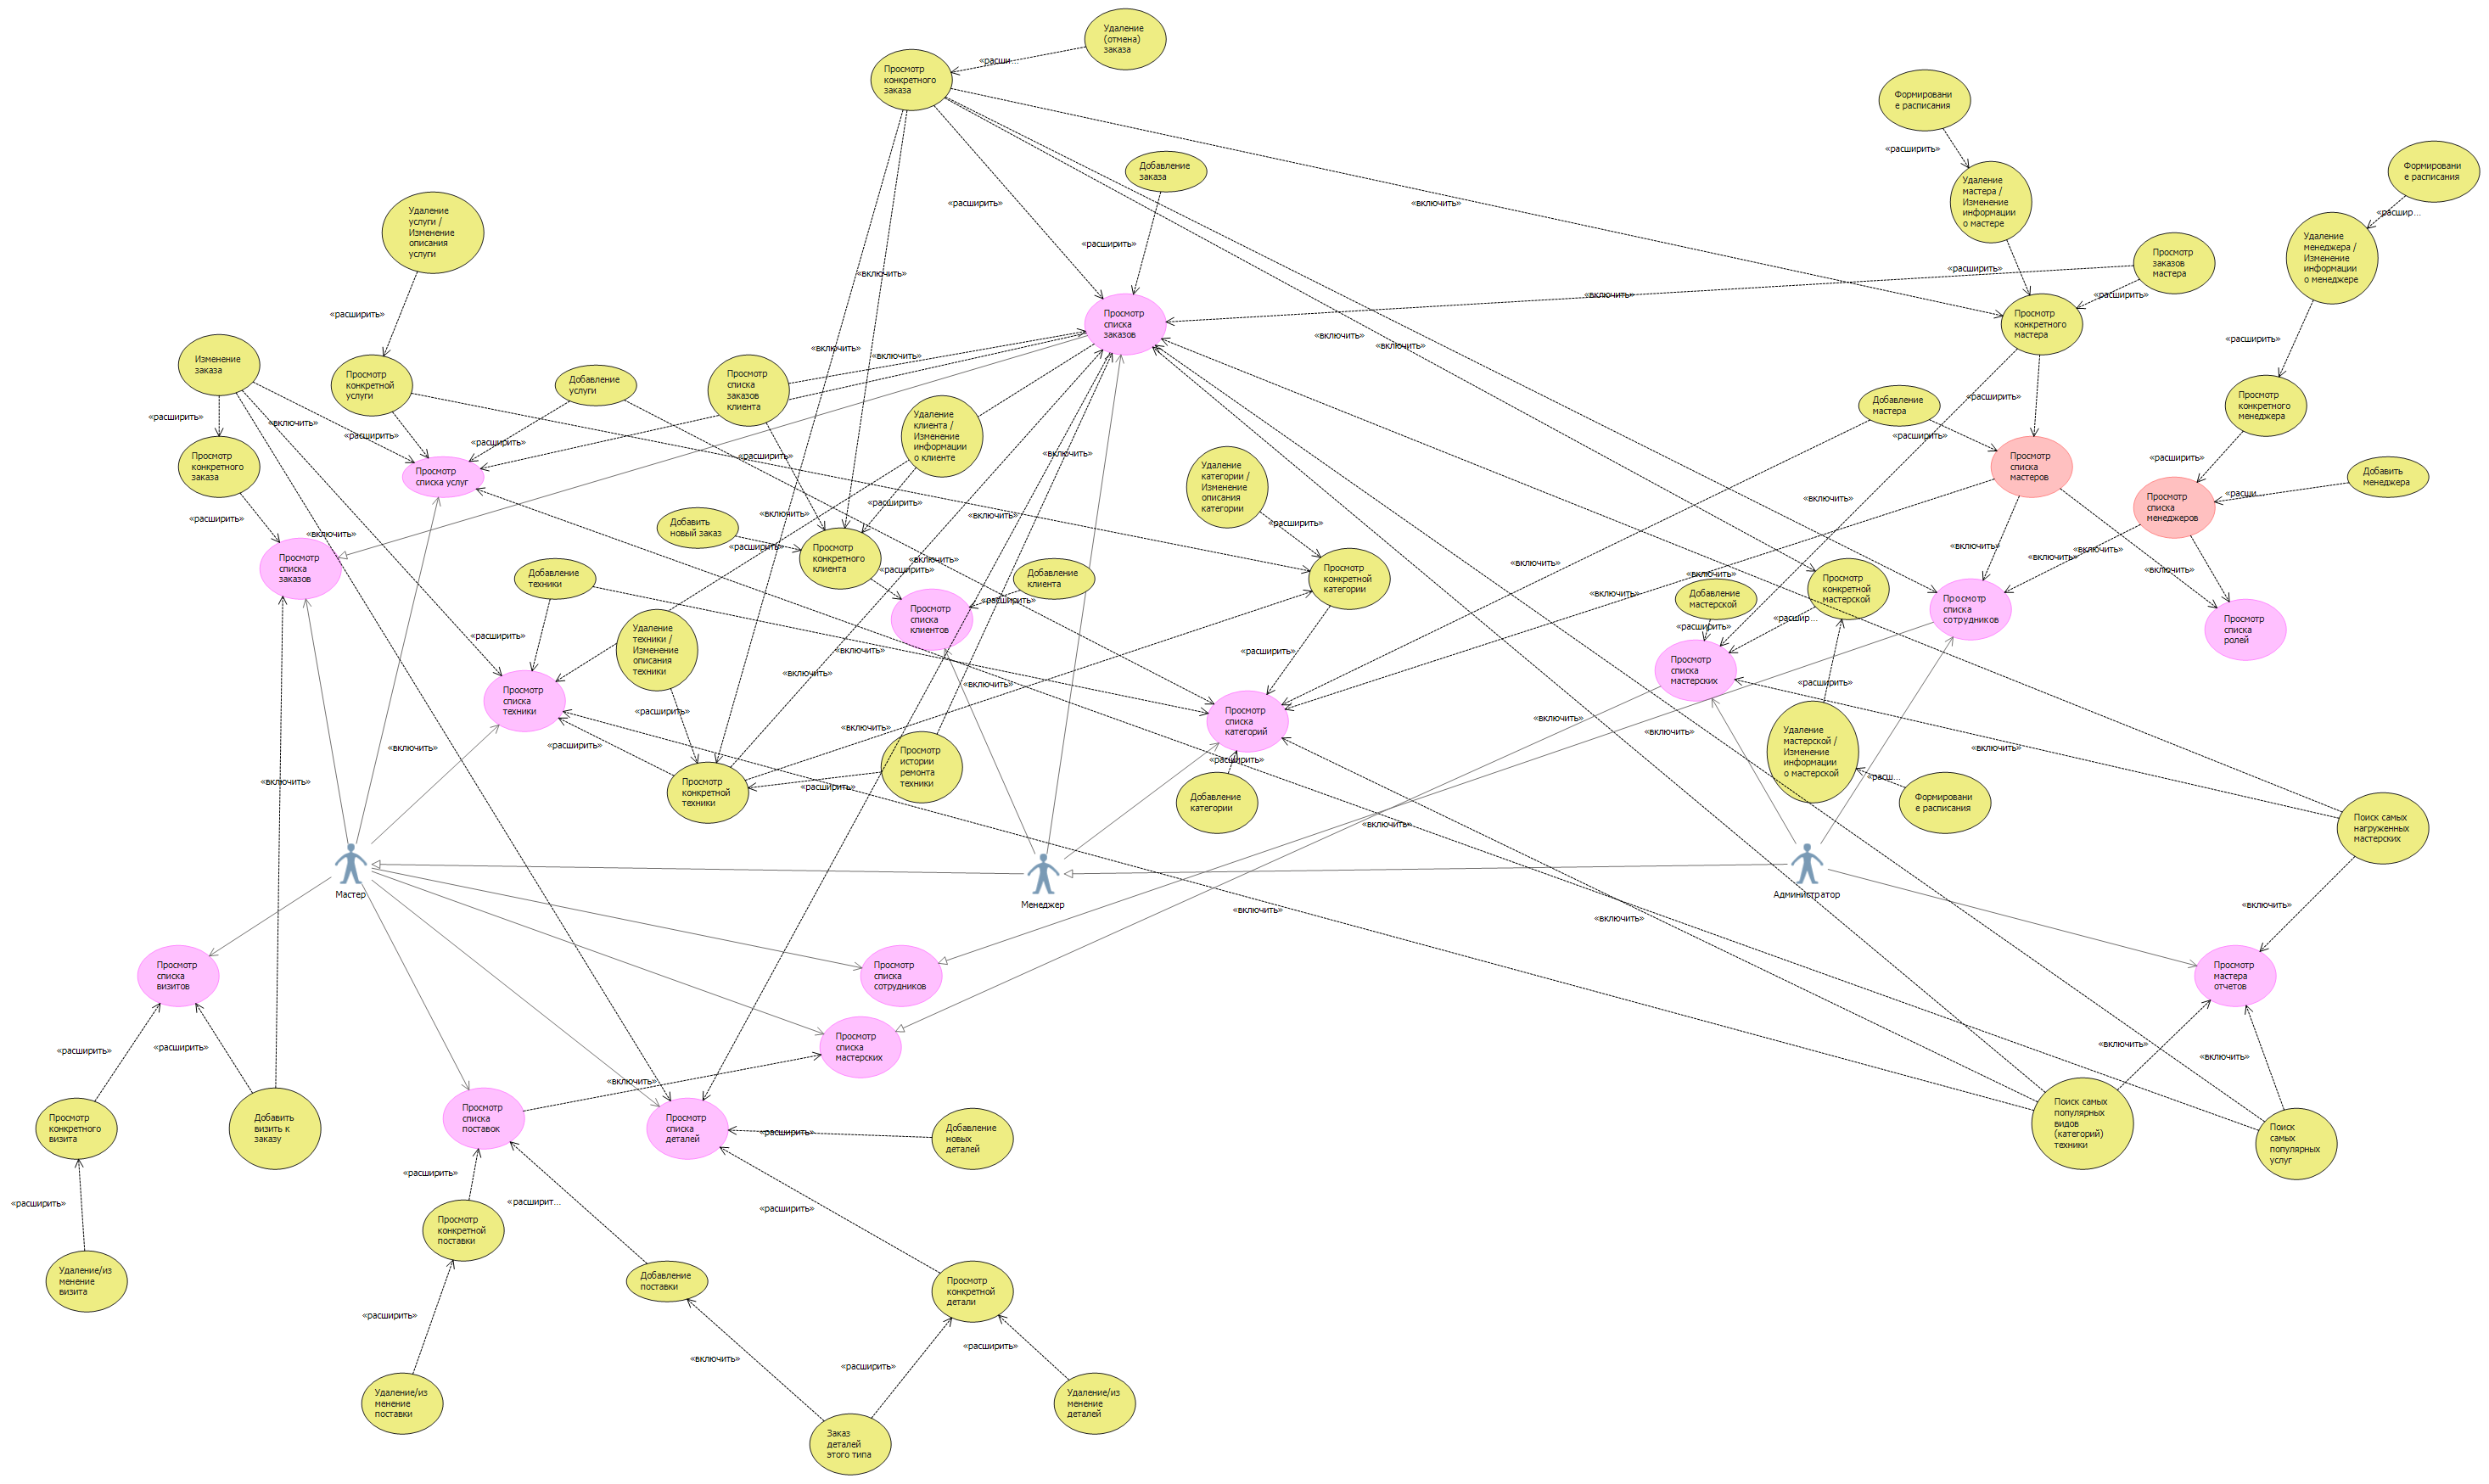 Удаление
(отмена)
заказа
«расши...
Просмотр
конкретного
заказа
Формировани
е расписания
«расширить»
Удаление
мастера /
Изменение
информации
о мастере
Формировани
е расписания
«расшир...
Удаление
менеджера /
Изменение
информации
о менеджере
Добавление
заказа
«расширить»
«расширить»
«включить»
Удаление
услуги /
Изменение
описания
услуги
«расширить»
«включить»
Просмотр
заказов
мастера
«расширить»
«расширить»
«включить»
Просмотр
списка
заказов
Просмотр
конкретного
мастера
«включить»
«включить»
«расширить»
Изменение
заказа
Просмотр
конкретной
услуги
Добавление
услуги
Просмотр
списка
заказов
клиента
«включить»
«включить»
Просмотр
конкретного
менеджера
Добавление
мастера
«расширить»
«расширить»
«расширить»
«включить»
«расширить»
«расширить»
Удаление
клиента /
Изменение
информации
о клиенте
«расширить»
«включить»
Просмотр
конкретного
заказа
Просмотр
списка услуг
Удаление
категории /
Изменение
описания
категории
Просмотр
списка
мастеров
«расширить»
Добавить
менеджера
«расши...
Просмотр
списка
менеджеров
«расширить»
«включить»
«расширить»
«включить»
«включить»
«расширить»
«включить»
Добавить
новый заказ
«расширить»
Просмотр
конкретного
клиента
«включить»
«расширить»
«включить»
«включить»
«включить»
«включить»
«включить»
Просмотр
списка
заказов
Добавление
техники
Добавление
клиента
«расширить»
Просмотр
конкретной
категории
«включить»
Добавление
мастерской
«включить»
Просмотр
конкретной
мастерской
Просмотр
списка
сотрудников
Просмотр
списка
клиентов
«расширить»
«расшир...
Просмотр
списка
ролей
Удаление
техники /
Изменение
описания
техники
«расширить»
«включить»
«расширить»
Просмотр
списка
мастерских
«включить»
«включить»
«расширить»
Просмотр
списка
техники
«расширить»
Просмотр
списка
категорий
«включить»
«включить»
«включить»
«расширить»
«включить»
Просмотр
истории
ремонта
техники
«расширить»
Удаление
мастерской /
Изменение
информации
о мастерской
«включить»
«расш...
«включить»
Просмотр
конкретной
техники
«расширить»
Добавление
категории
Формировани
е расписания
Поиск самых
нагруженных
мастерских
«включить»
Мастер
Менеджер
Администратор
«включить»
«включить»
«включить»
Просмотр
списка
визитов
Просмотр
списка
сотрудников
Просмотр
мастера
отчетов
«расширить»
«расширить»
Просмотр
списка
мастерских
«включить»
«включить»
«включить»
Просмотр
конкретного
визита
Добавить
визить к
заказу
Просмотр
списка
поставок
Просмотр
списка
деталей
«расширить»
Добавление
новых
деталей
Поиск самых
популярных
видов
(категорий)
техники
Поиск
самых
популярных
услуг
«расширить»
«расширить»
«расширит...
«расширить»
Просмотр
конкретной
поставки
Удаление/из
менение
визита
Добавление
поставки
Просмотр
конкретной
детали
«расширить»
«включить»
«расширить»
«расширить»
Удаление/из
менение
поставки
Удаление/из
менение
деталей
Заказ
деталей
этого типа